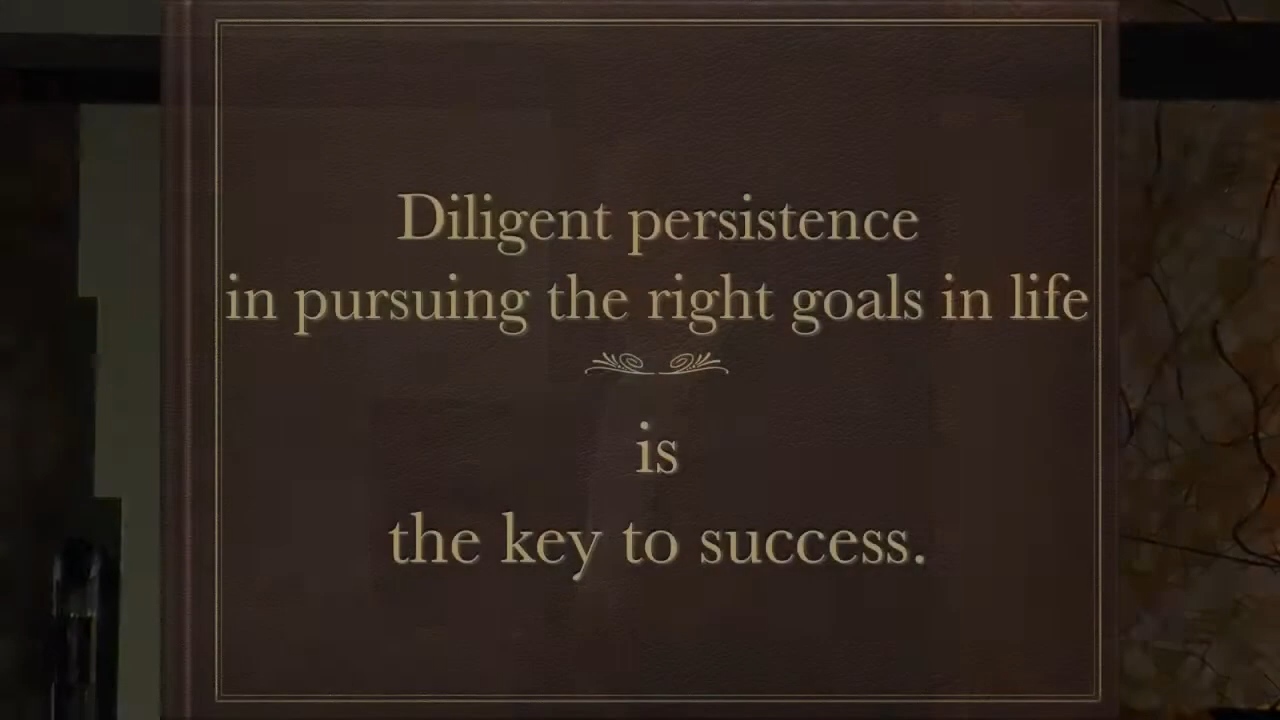 Diligent persistence
in pursuing the right goals in life
is
the key to success.